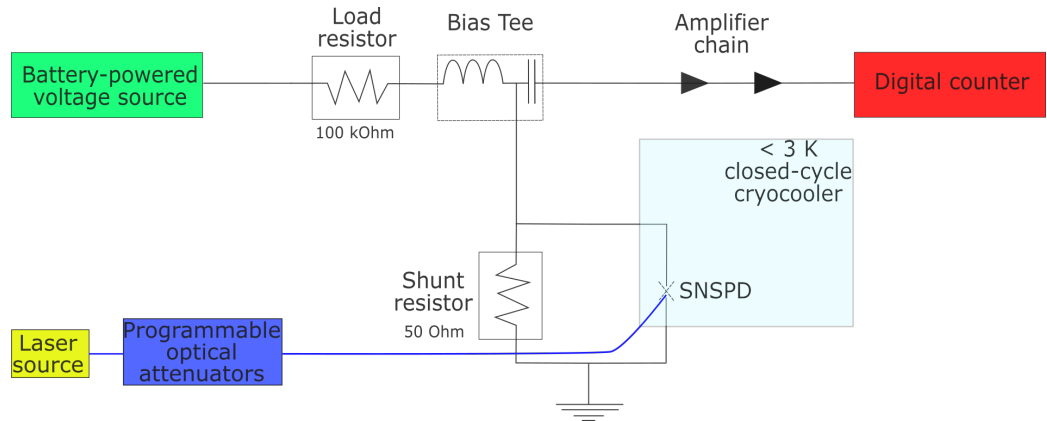 Load
resistor
Bias Tee
Amplifier
chain
Battery-powered
voltage source
Digital counter
100 kOhm
< 3 K
closed-cycle
cryocooler
Shunt
resistor
50 Ohm
SNSPD
Laser
source
Programmable
optical
attenuators